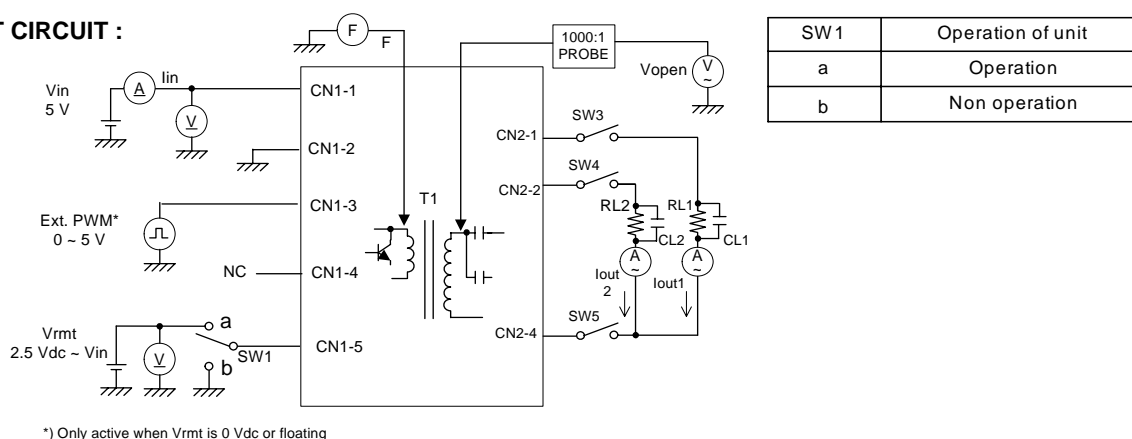 T CIRCUIT :
F
F
1000:1
PROBE
Vopen
V
~
Vin
5 V
A
Iin
V
CN1-1
CN1-2
Ext. PWM*
0 ~ 5 V
CN1-3
NC
CN1-4
Vrmt
2.5 Vdc ~ Vin
V
a
b
SW1
CN1-5
T1
CN2-1
SW3
CN2-2
SW4
RL2
CL2
RL1
CL1
A
~
A
~
Iout
2
Iout1
CN2-4
SW5
*) Only active when Vrmt is 0 Vdc or floating
SW1 Operation of unit
a Operation
b Non operation